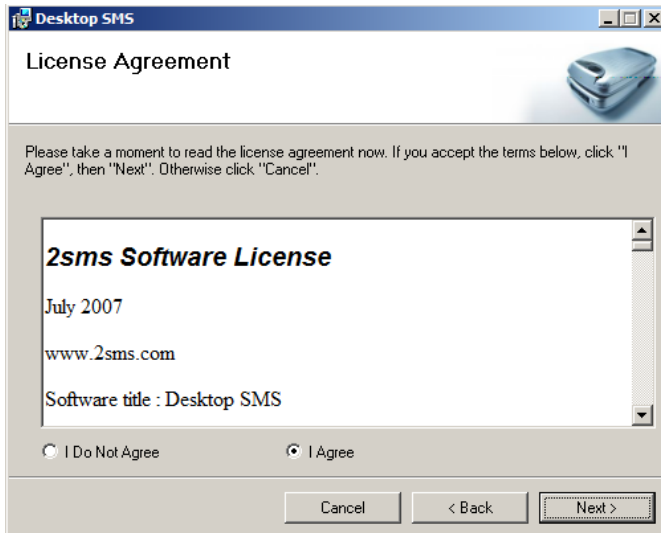 Desktop SMS
License Agreement
Please take a moment to read the license agreement now. If you accept the terms below, click "I
Agree", then "Next". Otherwise click "Cancel".
2sms Software License
July 2007
www.2sms.com
Software title : Desktop SMS
I Do Not Agree
I Agree
Cancel
< Back
Next >